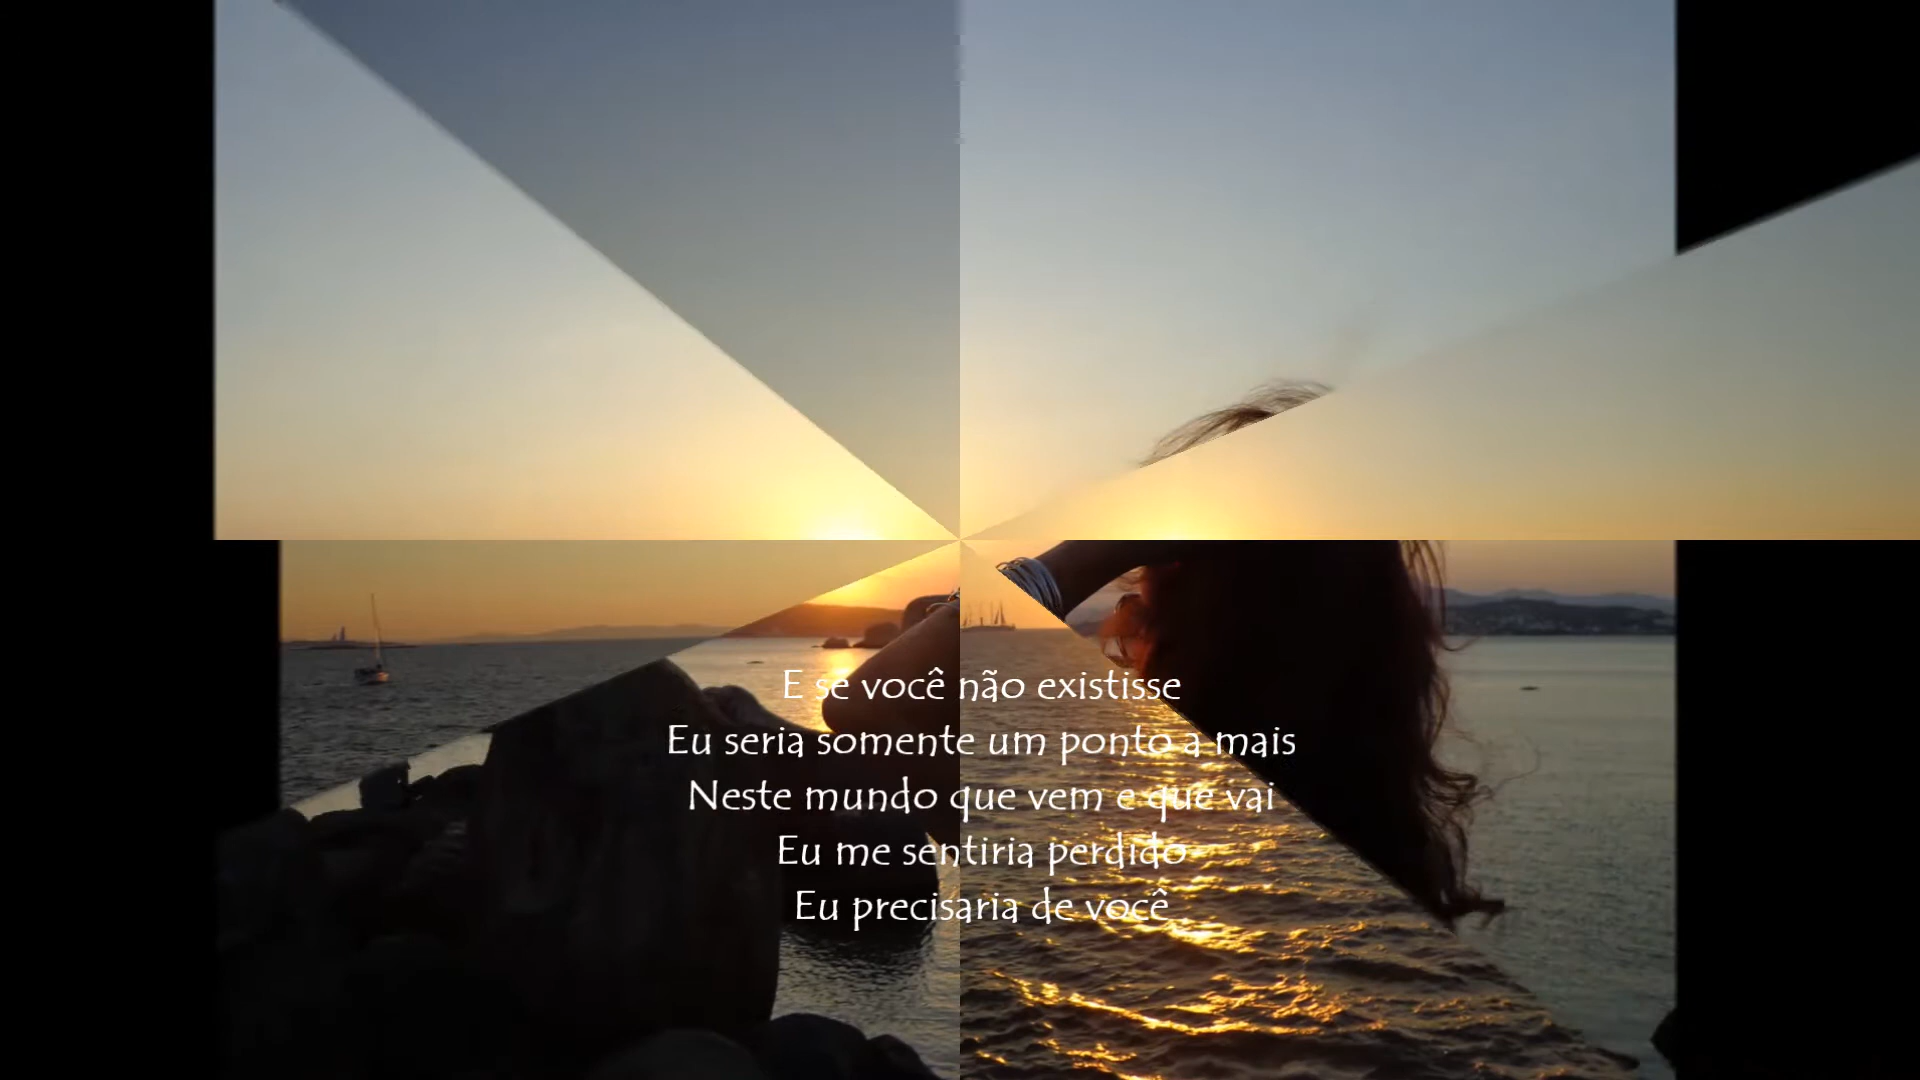 E se você não existisse
Eu seria somente um ponto a mais
Neste mundo que vem e que vai
Eu me sentiria perdido
Eu precisaria de você